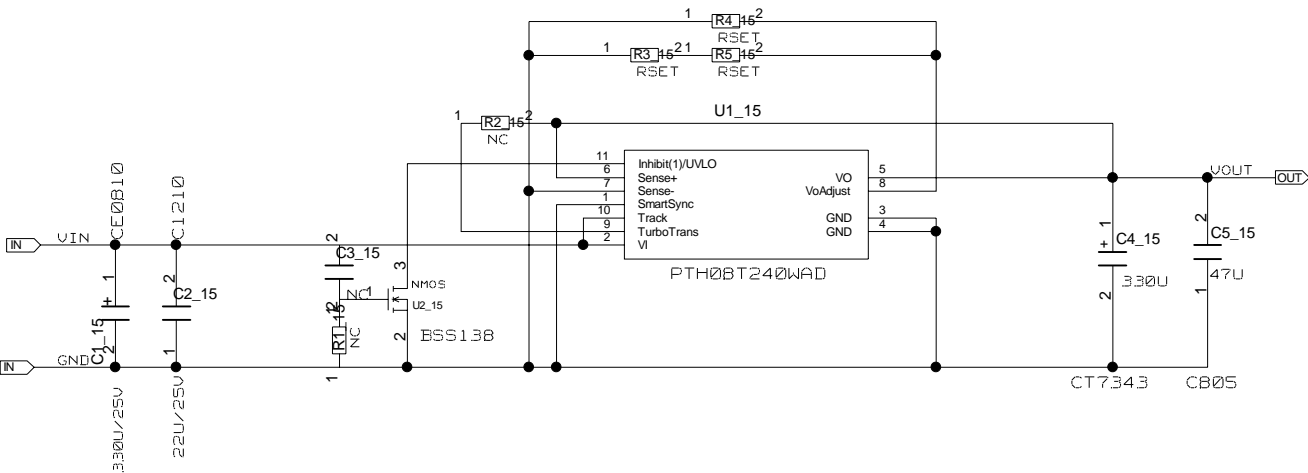 1 R4_15 2
RSET
1 R3_15 2 1 R5_15 2
RSET RSET
U1_15
1 R2_15 2
NC
11 Inhibit(1)/UVLO
6 Sense+
7 Sense-
1 SmartSync
10 Track
9 TurboTrans
2 VI
VO 5
VoAdjust 8
GND 3
GND 4
PTH08T240WAD
IN VIN
CE0810
C1210
1 +
C1_15
2
330U/25V
2
C2_15
1
22U/25V
2
C3_15
NC 1
3
NMOS
U2_15
2
BSS138
2
R1_15
NC
1
IN GND
VOUT OUT
1
+ C4_15
330U
2
CT7343
2
C5_15
47U
1
C805